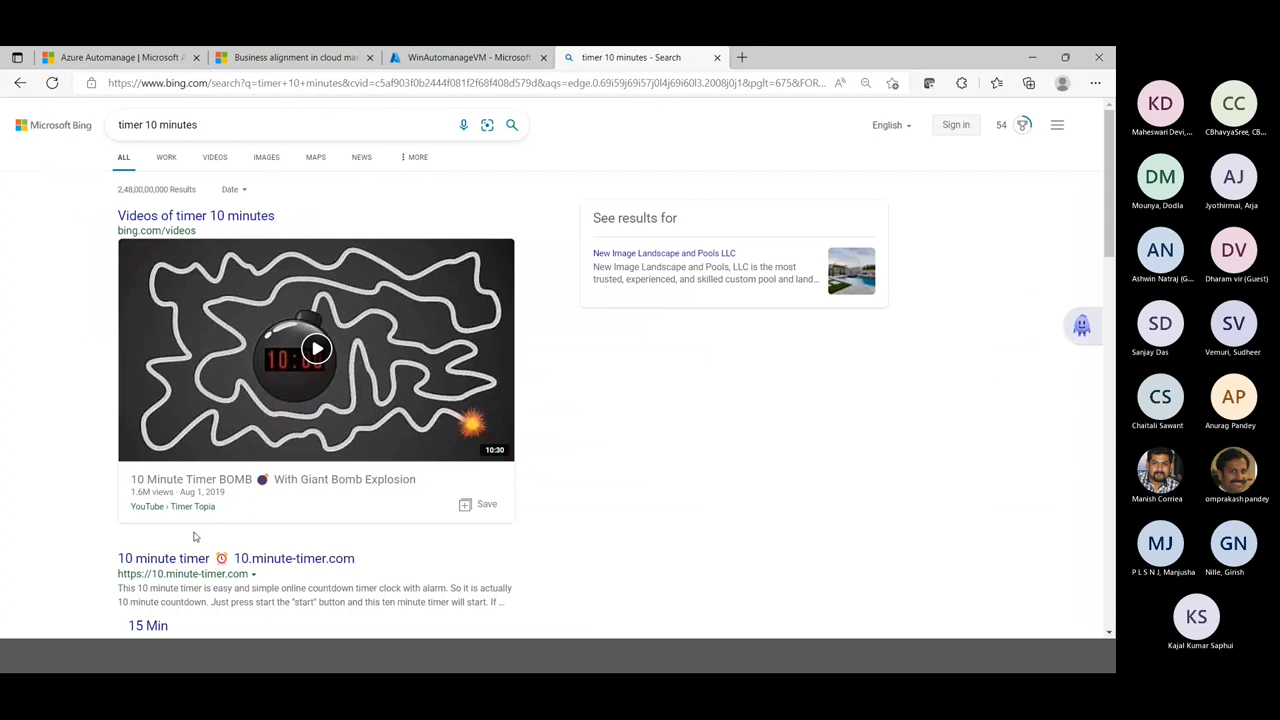 Azure Automanage | Microsoft A
Business alignment in cloud ma
WinAutomanageVM - Microsoft
timer 10 minutes - Search
https://www.bing.com/search?q=timer+10+minutes&cvid=c5af903f0b2444f081f2f68f408d579d&aqs=edge.0.69i59j69i57j0l4j69i60l3.2008j0j1&pglt=675&FOR...
Microsoft Bing
timer 10 minutes
English
Sign in
54
ALL
WORK
VIDEOS
IMAGES
MAPS
NEWS
MORE
2,48,00,00,000 Results
Date
Videos of timer 10 minutes
bing.com/videos
10:30
10 Minute Timer BOMB 💣 With Giant Bomb Explosion
1.6M views · Aug 1, 2019
YouTube › Timer Topia
Save
10 minute timer ⏰ 10.minute-timer.com
https://10.minute-timer.com
This 10 minute timer is easy and simple online countdown timer clock with alarm. So it is actually
10 minute countdown. Just press start the "start" button and this ten minute timer will start. If ...
15 Min
See results for
New Image Landscape and Pools LLC
New Image Landscape and Pools, LLC is the most
trusted, experienced, and skilled custom pool and land...
KD
Maheswari Devi,...
CC
CBhavyaSree, CB...
DM
Mounya, Dodla
AJ
Jyothirmai, Arja
AN
Ashwin Natraj (G...
DV
Dharam vir (Guest)
SD
Sanjay Das
SV
Vemuri, Sudheer
CS
Chaitali Sawant
AP
Anurag Pandey
Manish Corriea
omprakash pandey
MJ
P L S N J, Manjusha
GN
Nille, Girish
KS
Kajal Kumar Saphui